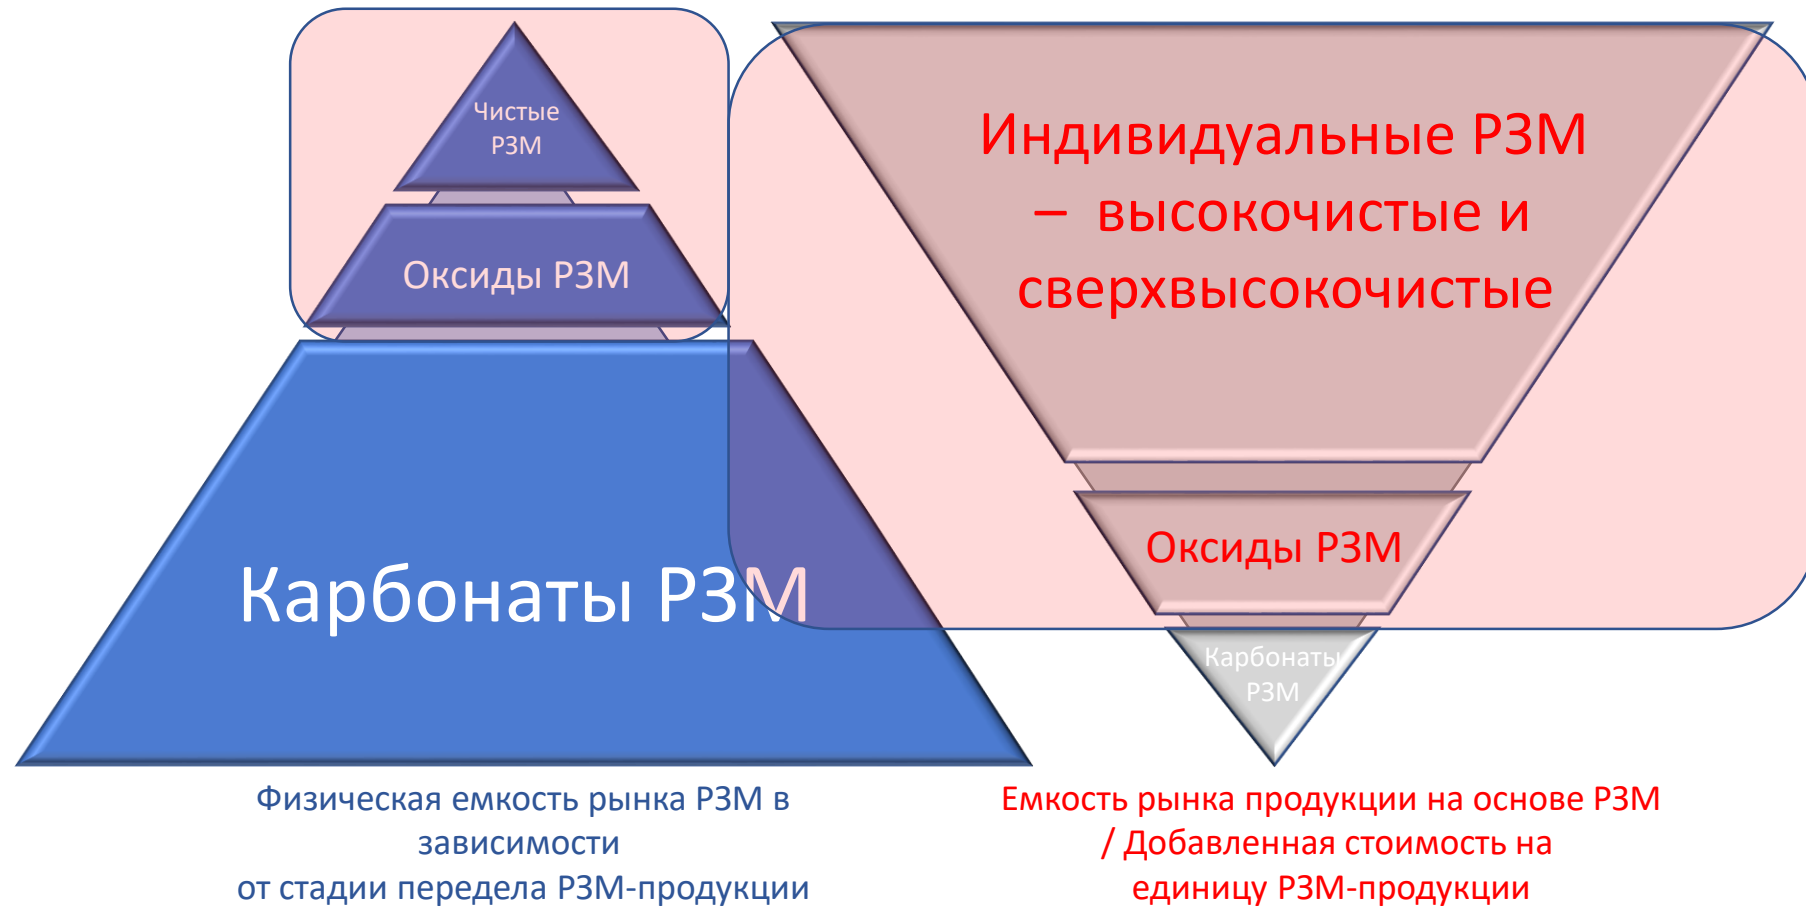 Чистые
РЗМ
Оксиды РЗМ
Карбонаты РЗМ
Физическая емкость рынка РЗМ в
зависимости
от стадии передела РЗМ-продукции
Индивидуальные РЗМ
– высокочистые и
сверхвысокочистые
Оксиды РЗМ
Карбонаты
РЗМ
Емкость рынка продукции на основе РЗМ
/ Добавленная стоимость на
единицу РЗМ-продукции